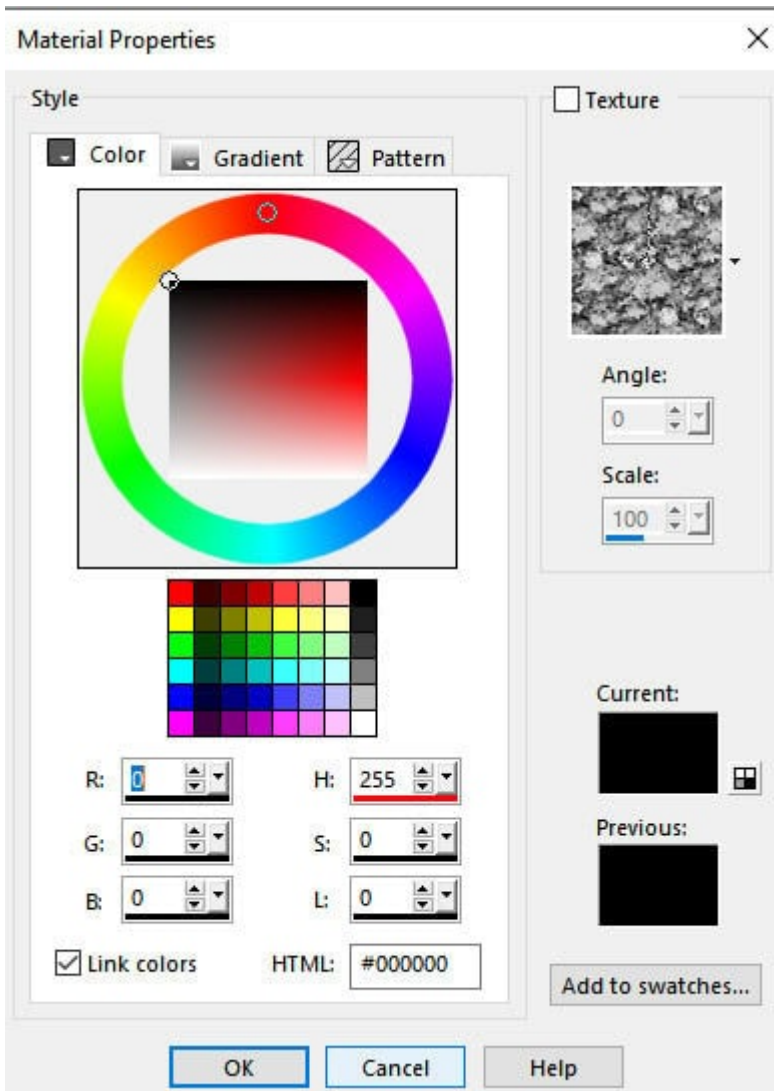 Material Properties
Style
Texture
Color
Gradient
Pattern
Angle:
0
Scale:
100
Current:
R: 0
H: 255
G: 0
S: 0
Previous:
B: 0
L: 0
Link colors
HTML: #000000
Add to swatches...
OK
Cancel
Help